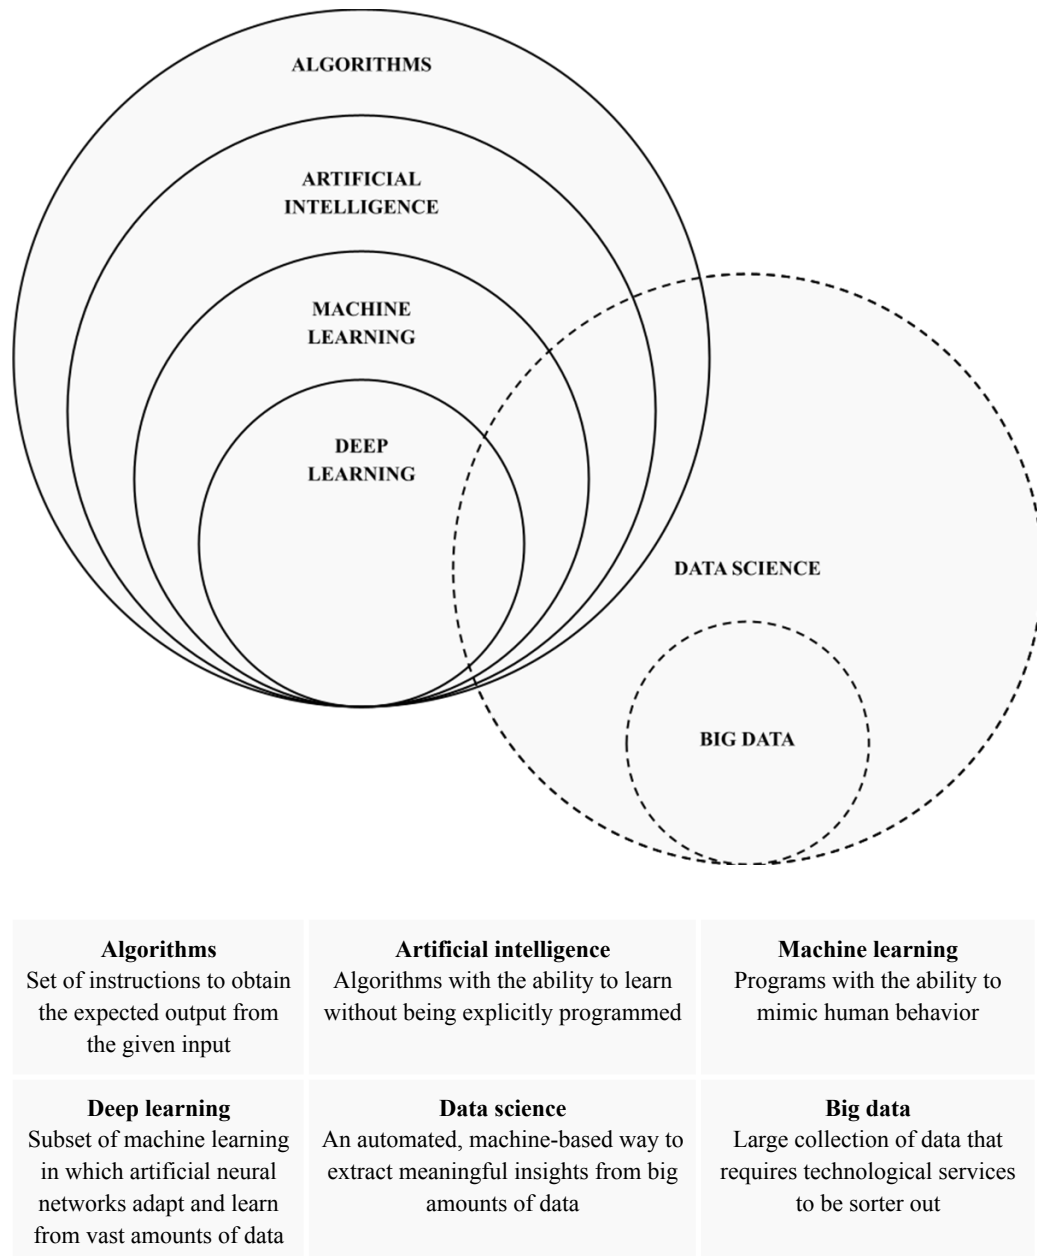 ALGORITHMS
ARTIFICIAL
INTELLIGENCE
MACHINE
LEARNING
DEEP
LEARNING
DATA SCIENCE
BIG DATA
Algorithms
Set of instructions to obtain
the expected output from
the given input
Artificial intelligence
Algorithms with the ability to learn
without being explicitly programmed
Machine learning
Programs with the ability to
mimic human behavior
Deep learning
Subset of machine learning
in which artificial neural
networks adapt and learn
from vast amounts of data
Data science
An automated, machine-based way to
extract meaningful insights from big
amounts of data
Big data
Large collection of data that
requires technological services
to be sorter out